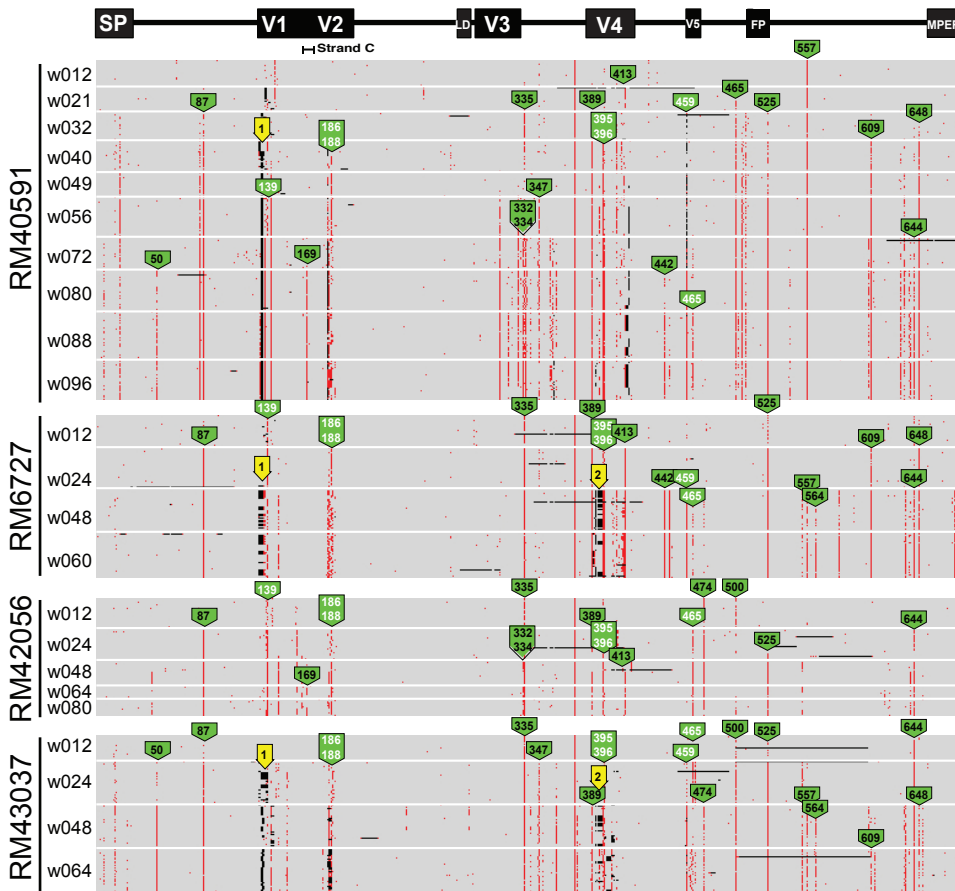 SP V1 V2 LD V3 V4 V5 FP MPER
Strand C
557
RM40591
w012 413
465
w021 87 335 389 459 525 648
w032 1 186 188 395 396 609
w040
w049 139 347
w056 332 334
644
w072 50 169 442
w080 465
w088
w096
139 335 389 525
RM6727
w012 87 186 188 395 396 413 609 648
w024 1 2 442 459 557 644
w048 465 564
w060
139 335 474 500
RM42056
w012 87 186 188 389 465 644
w024 332 334 395 396 525
413
w048 169
w064
w080
87 335 465 500 525 644
RM43037
w012 50 1 186 188 347 395 396 459
w024 2 389 474 557 648
w048 564
609
w064